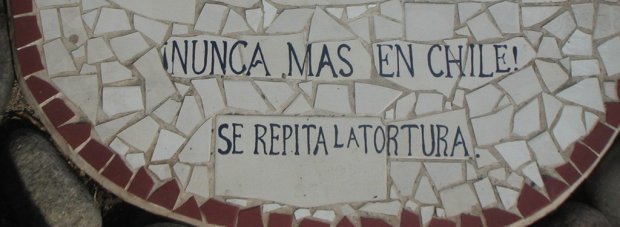 ¡NUNCA MAS EN CHILE!
SE REPITA LA TORTURA.